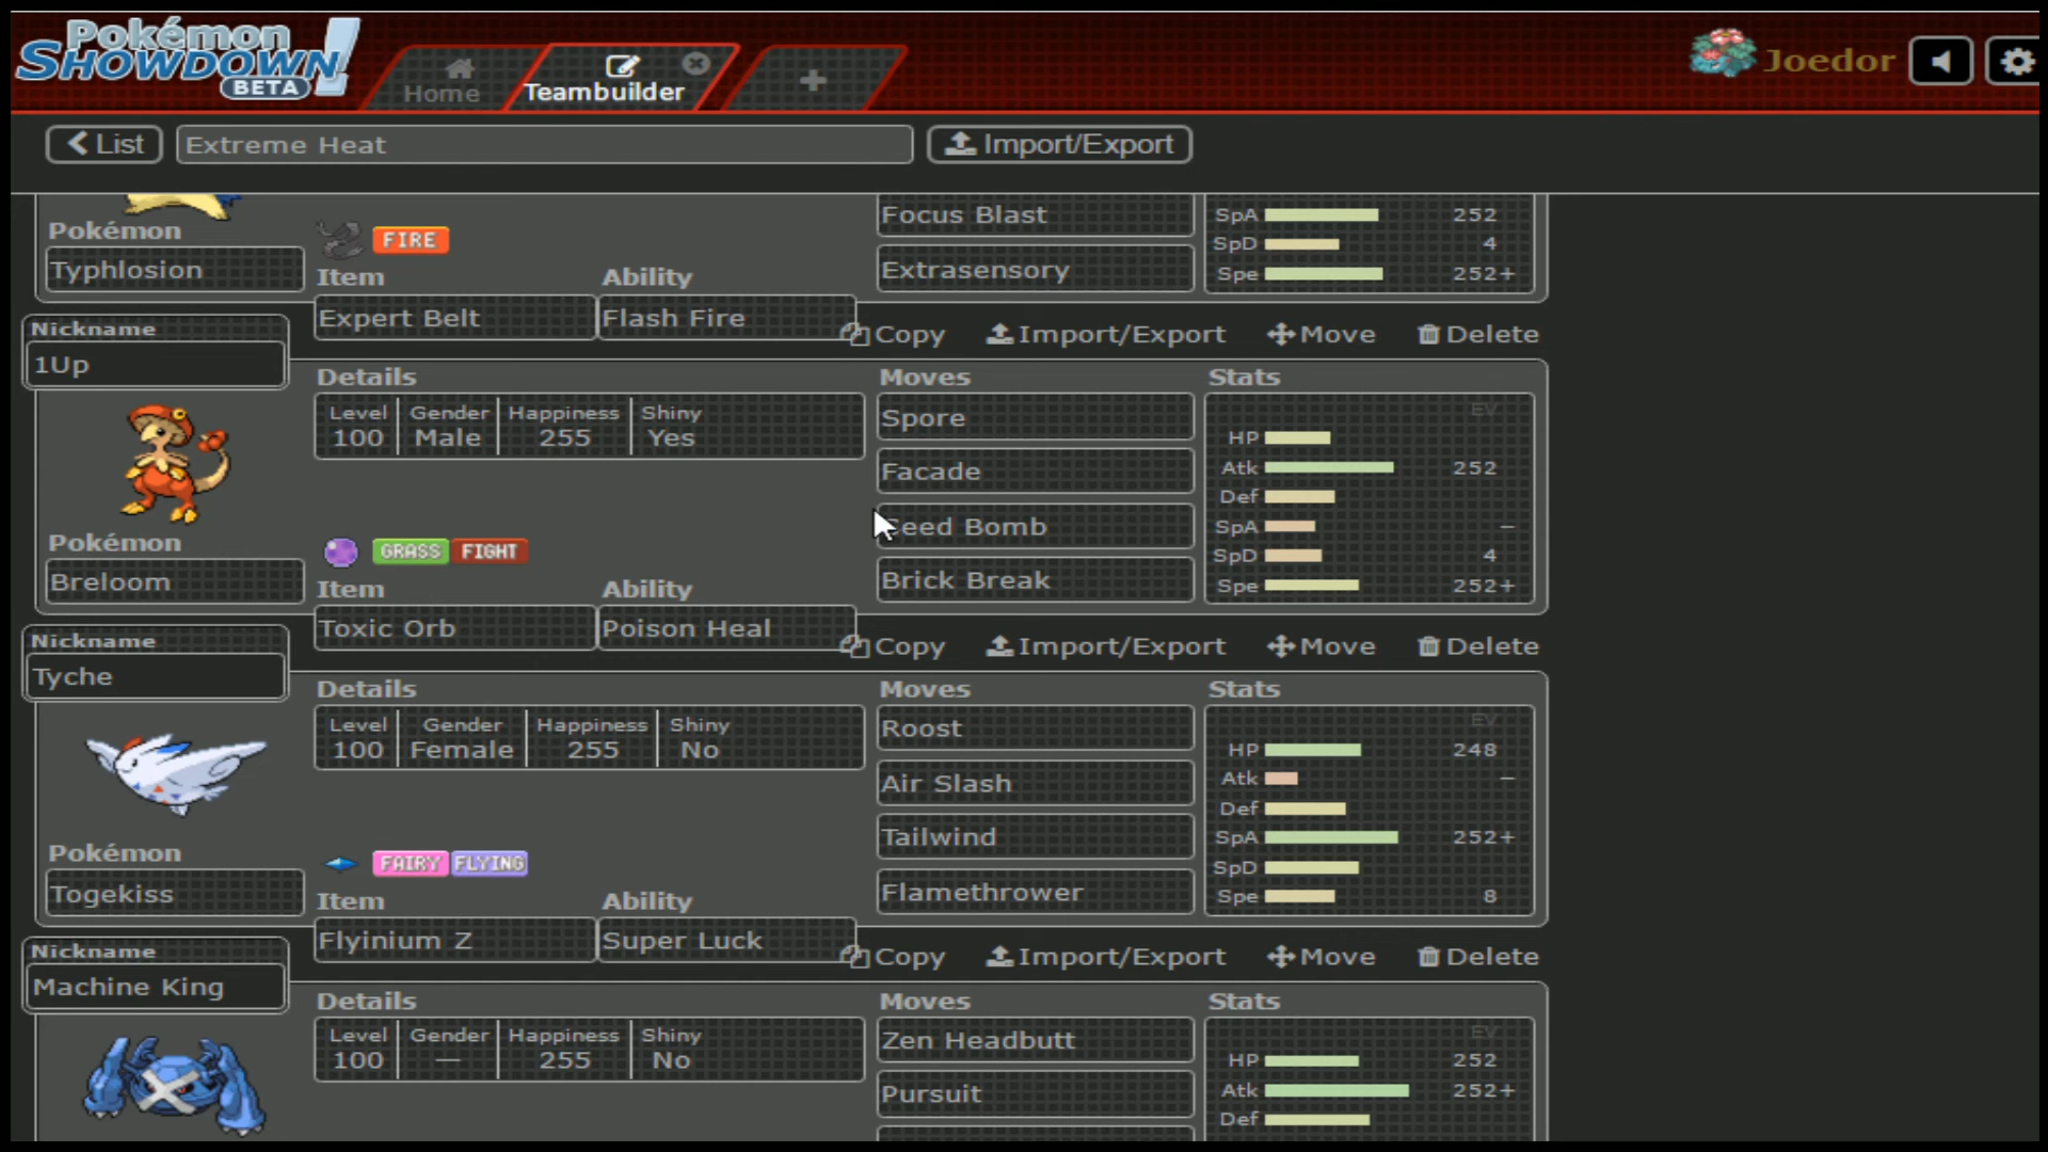 Pokémon
SHOWDOWN!
BETA
Home
Teambuilder
Joedor
List
Extreme Heat
Import/Export
Pokémon
Typhlosion
FIRE
Item
Expert Belt
Ability
Flash Fire
Focus Blast
Extrasensory
SpA 252
SpD 4
Spe 252+
Copy Import/Export Move Delete
Nickname
1Up
Pokémon
Breloom
Details
Level Gender Happiness Shiny
100 Male 255 Yes
GRASS FIGHT
Item
Toxic Orb
Ability
Poison Heal
Moves
Spore
Facade
Seed Bomb
Brick Break
Stats
EV
HP
Atk 252
Def
SpA –
SpD 4
Spe 252+
Copy Import/Export Move Delete
Nickname
Tyche
Pokémon
Togekiss
Details
Level Gender Happiness Shiny
100 Female 255 No
FAIRY FLYING
Item
Flyinium Z
Ability
Super Luck
Moves
Roost
Air Slash
Tailwind
Flamethrower
Stats
EV
HP 248
Atk –
Def
SpA 252+
SpD
Spe 8
Copy Import/Export Move Delete
Nickname
Machine King
Details
Level Gender Happiness Shiny
100 — 255 No
Moves
Zen Headbutt
Pursuit
Stats
EV
HP 252
Atk 252+
Def